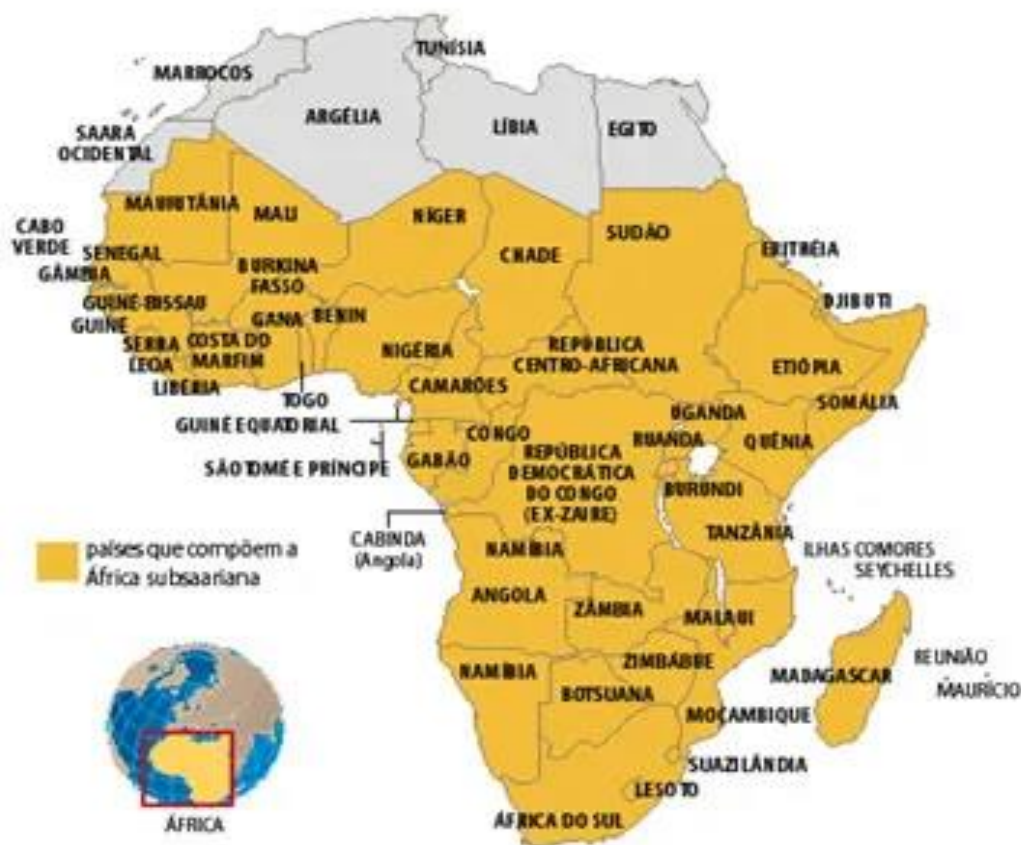 TUNÍSIA
MARROCOS
ARGÉLIA
LÍBIA
EGITO
SAARA
OCIDENTAL
MAURITÂNIA
MALI
NÍGER
CHADE
SUDÃO
ERITRÉIA
CABO
VERDE
SENEGAL
GÂMBIA
BURKINA
FASSO
DJIBUTI
GUINÉ-BISSAU
GUINÉ
GANA
BENIN
SERRA
LEOA
COSTA DO
MARFIM
NIGÉRIA
REPÚBLICA
CENTRO-AFRICANA
ETIÓPIA
LIBÉRIA
TOGO
CAMARÕES
SOMÁLIA
GUINÉ EQUATORIAL
CONGO
UGANDA
RUANDA
QUÊNIA
SÃO TOMÉ E PRÍNCIPE
GABÃO
REPÚBLICA
DEMOCRÁTICA
DO CONGO
(EX-ZAIRE)
BURUNDI
TANZÂNIA
CABINDA
(Angola)
NAMÍBIA
ILHAS COMORES
SEYCHELLES
países que compõem a
África subsaariana
ANGOLA
ZÂMBIA
MALAUI
NAMÍBIA
ZIMBÁBUE
BOTSUANA
MADAGASCAR
REUNIÃO
MAURÍCIO
MOÇAMBIQUE
SUAZILÂNDIA
LESOTO
ÁFRICA DO SUL
ÁFRICA